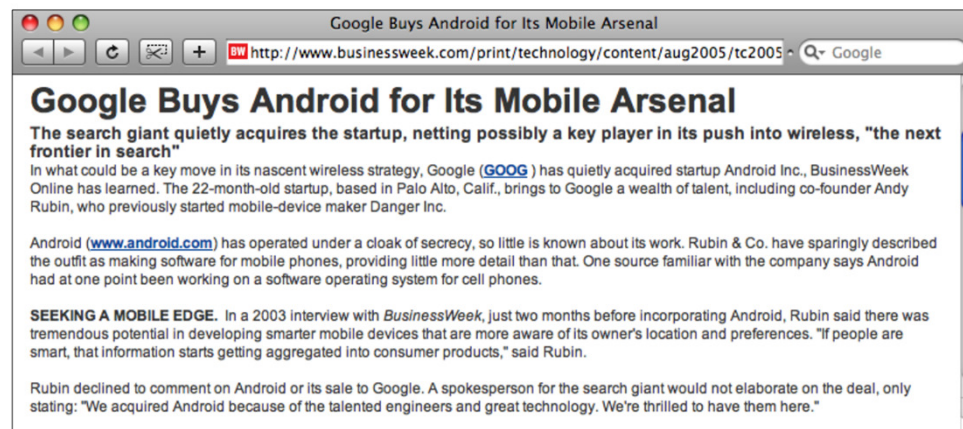 Google Buys Android for Its Mobile Arsenal
BW http://www.businessweek.com/print/technology/content/aug2005/tc2005 Google
Google Buys Android for Its Mobile Arsenal
The search giant quietly acquires the startup, netting possibly a key player in its push into wireless, "the next
frontier in search"
In what could be a key move in its nascent wireless strategy, Google (GOOG ) has quietly acquired startup Android Inc., BusinessWeek
Online has learned. The 22-month-old startup, based in Palo Alto, Calif., brings to Google a wealth of talent, including co-founder Andy
Rubin, who previously started mobile-device maker Danger Inc.
Android (www.android.com) has operated under a cloak of secrecy, so little is known about its work. Rubin & Co. have sparingly described
the outfit as making software for mobile phones, providing little more detail than that. One source familiar with the company says Android
had at one point been working on a software operating system for cell phones.
SEEKING A MOBILE EDGE. In a 2003 interview with BusinessWeek, just two months before incorporating Android, Rubin said there was
tremendous potential in developing smarter mobile devices that are more aware of its owner's location and preferences. "If people are
smart, that information starts getting aggregated into consumer products," said Rubin.
Rubin declined to comment on Android or its sale to Google. A spokesperson for the search giant would not elaborate on the deal, only
stating: "We acquired Android because of the talented engineers and great technology. We're thrilled to have them here."